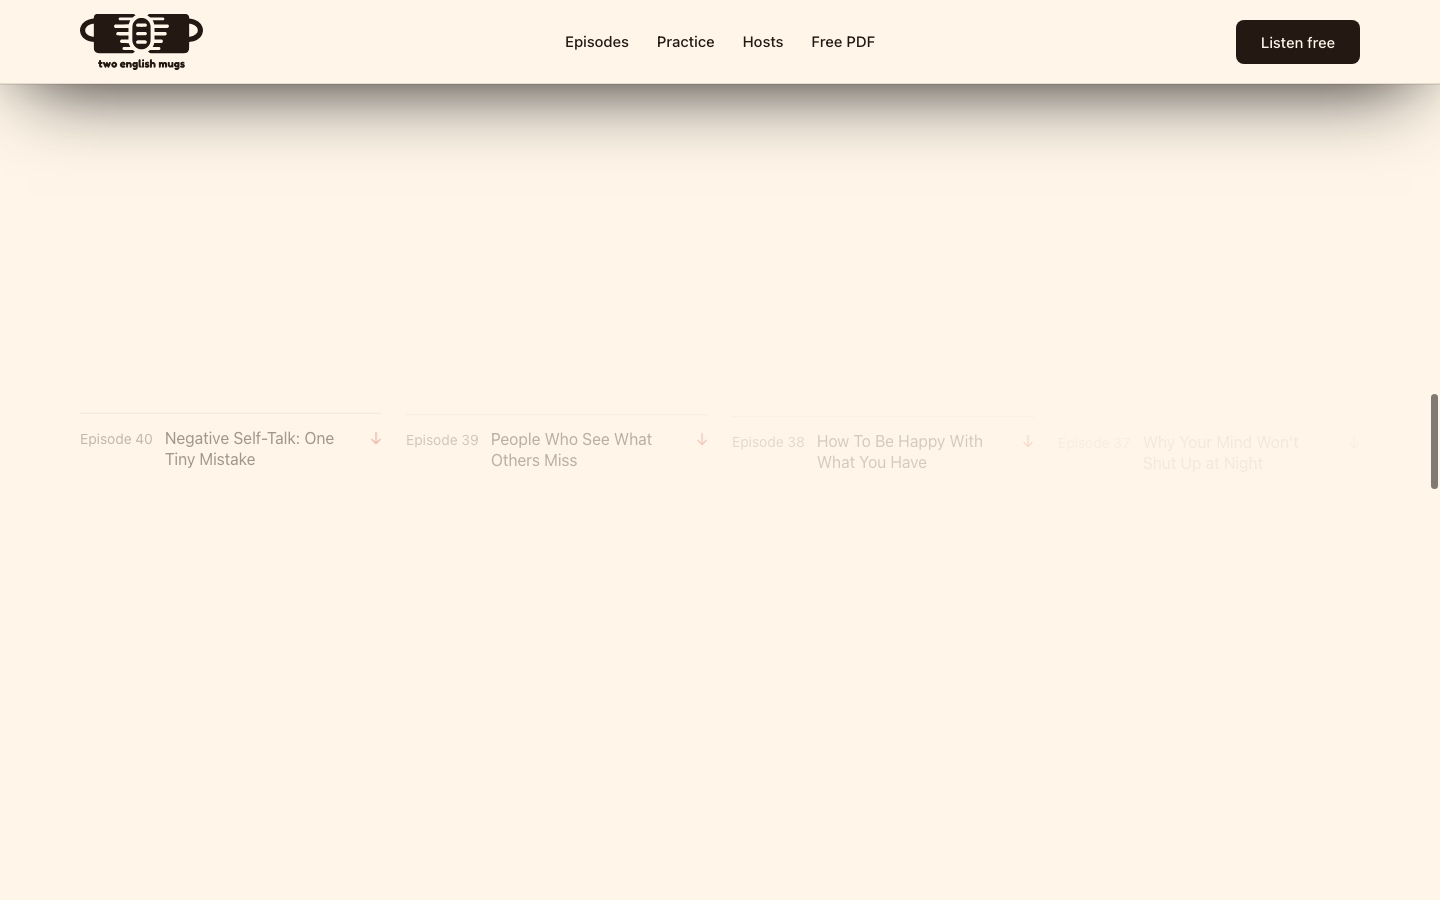 two english mugs
Episodes
Practice
Hosts
Free PDF
Listen free
Episode 40
Negative Self-Talk: One
Tiny Mistake
↓
Episode 39
People Who See What
Others Miss
↓
Episode 38
How To Be Happy With
What You Have
↓
Episode 37
Why Your Mind Won't
Shut Up at Night
↓